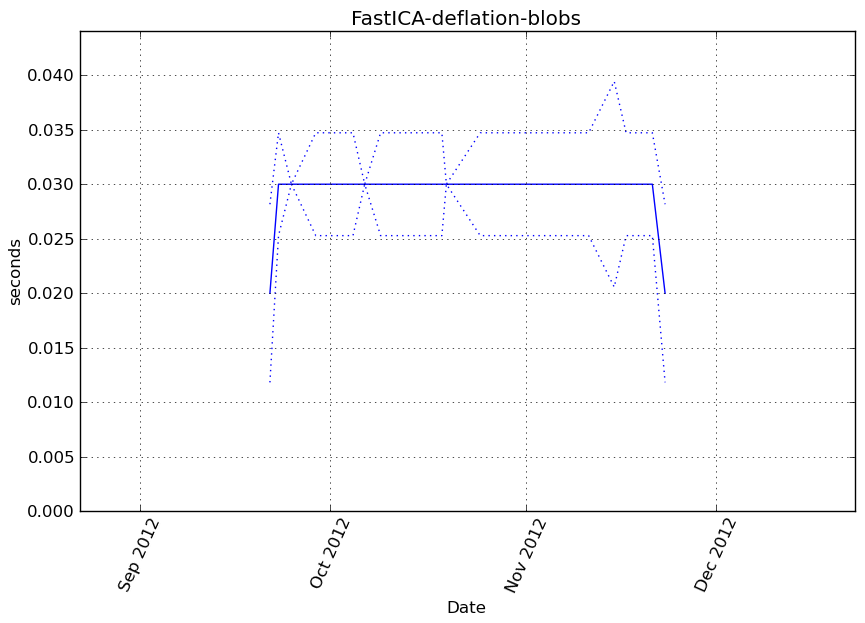 FastICA-deflation-blobs
0.040
0.035
0.030
0.025
0.020
0.015
0.010
0.005
0.000
seconds
Sep 2012
Oct 2012
Nov 2012
Dec 2012
Date